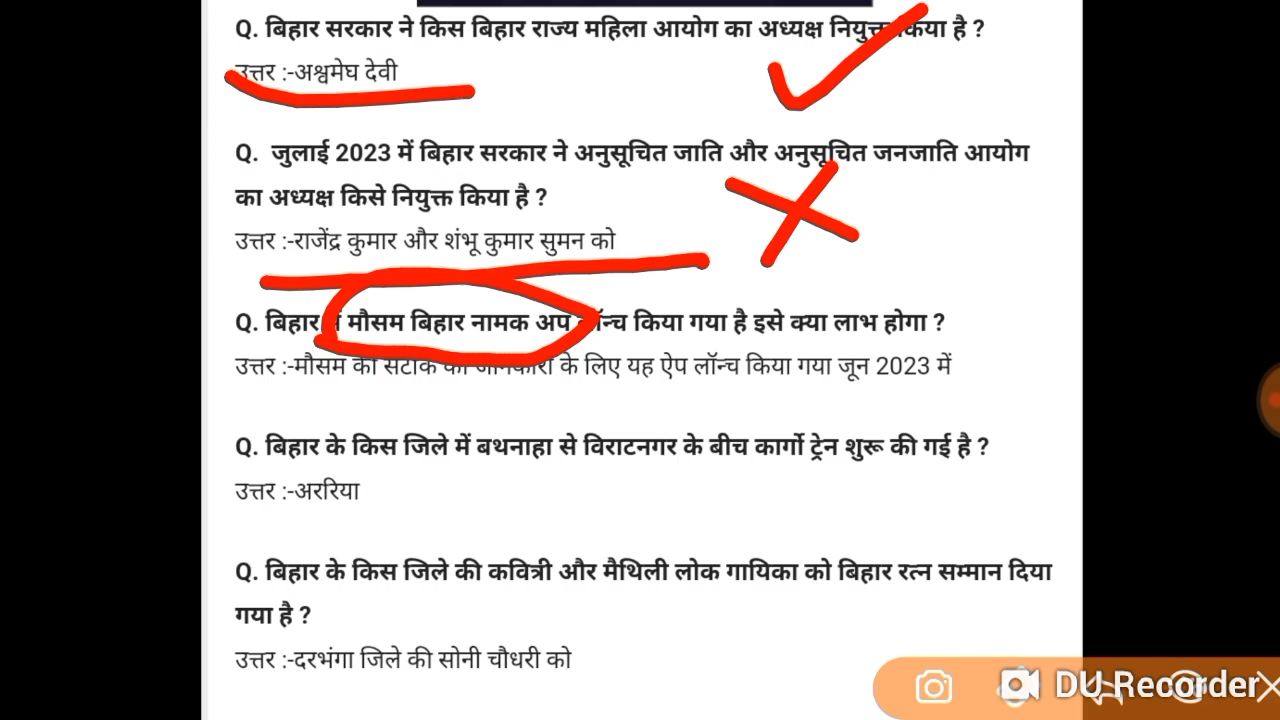 Q. बिहार सरकार ने किस बिहार राज्य महिला आयोग का अध्यक्ष नियुक्त किया है ?
उत्तर :-अश्वमेघ देवी
Q. जुलाई 2023 में बिहार सरकार ने अनुसूचित जाति और अनुसूचित जनजाति आयोग
का अध्यक्ष किसे नियुक्त किया है ?
उत्तर :-राजेंद्र कुमार और शंभू कुमार सुमन को
Q. बिहार में मौसम बिहार नामक अप लॉन्च किया गया है इसे क्या लाभ होगा ?
उत्तर :-मौसम की सटीक की जानकारी के लिए यह ऐप लॉन्च किया गया जून 2023 में
Q. बिहार के किस जिले में बथनाहा से विराटनगर के बीच कार्गो ट्रेन शुरू की गई है ?
उत्तर :-अररिया
Q. बिहार के किस जिले की कवित्री और मैथिली लोक गायिका को बिहार रत्न सम्मान दिया
गया है ?
उत्तर :-दरभंगा जिले की सोनी चौधरी को
DU Recorder